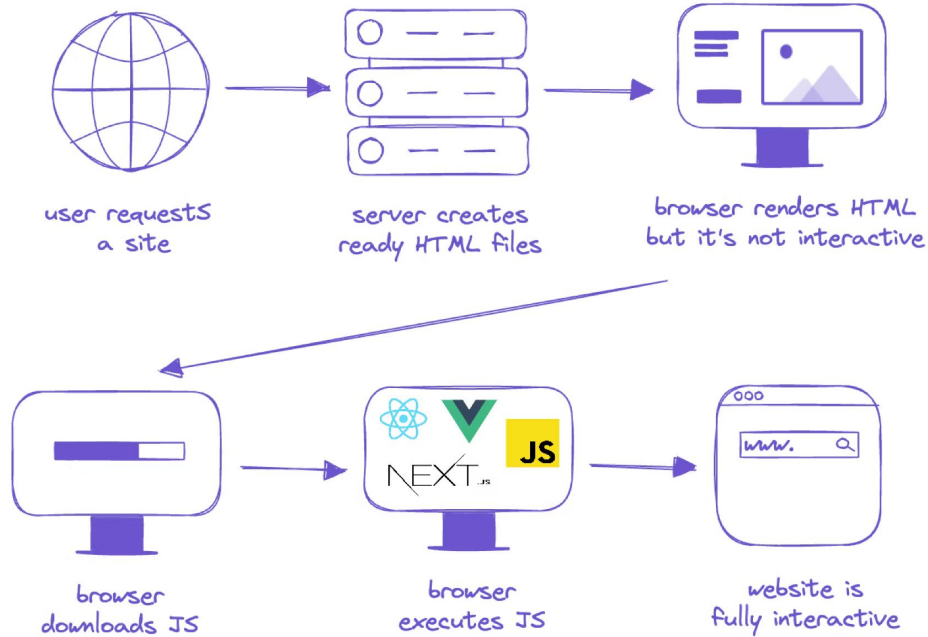 user requests
a site
server creates
ready HTML files
browser renders HTML
but it's not interactive
browser
downloads JS
JS
NEXT.JS
browser
executes JS
www.
website is
fully interactive